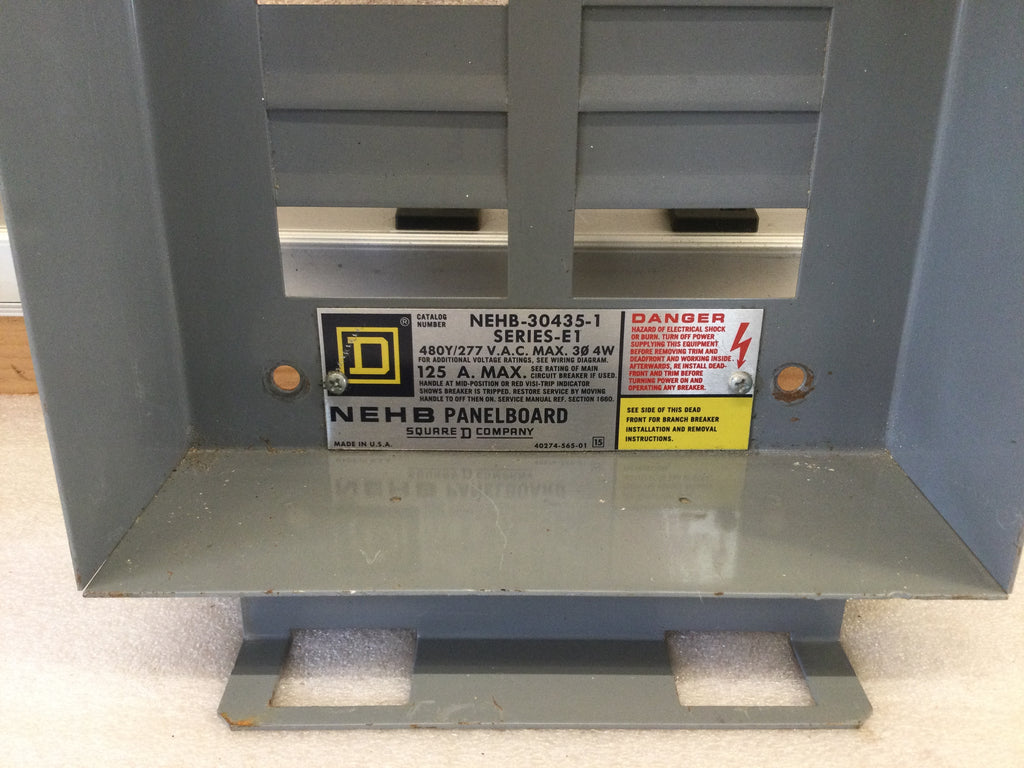 D ®
CATALOG
NUMBER
NEHB-30435-1
SERIES-E1
480Y/277 V.A.C. MAX. 3Ø 4W
FOR ADDITIONAL VOLTAGE RATINGS, SEE WIRING DIAGRAM.
125 A. MAX. SEE RATING OF MAIN
CIRCUIT BREAKER IF USED.
HANDLE AT MID-POSITION OR RED VISI-TRIP INDICATOR
SHOWS BREAKER IS TRIPPED. RESTORE SERVICE BY MOVING
HANDLE TO OFF THEN ON. SERVICE MANUAL REF. SECTION 1660.
NEHB PANELBOARD
SQUARE D COMPANY
MADE IN U.S.A.
40274-565-01 15
DANGER
HAZARD OF ELECTRICAL SHOCK
OR BURN. TURN OFF POWER
SUPPLYING THIS EQUIPMENT
BEFORE REMOVING TRIM AND
DEADFRONT AND WORKING INSIDE.
AFTERWARDS, RE INSTALL DEAD-
FRONT AND TRIM BEFORE
TURNING POWER ON AND
OPERATING ANY BREAKER.
SEE SIDE OF THIS DEAD
FRONT FOR BRANCH BREAKER
INSTALLATION AND REMOVAL
INSTRUCTIONS.